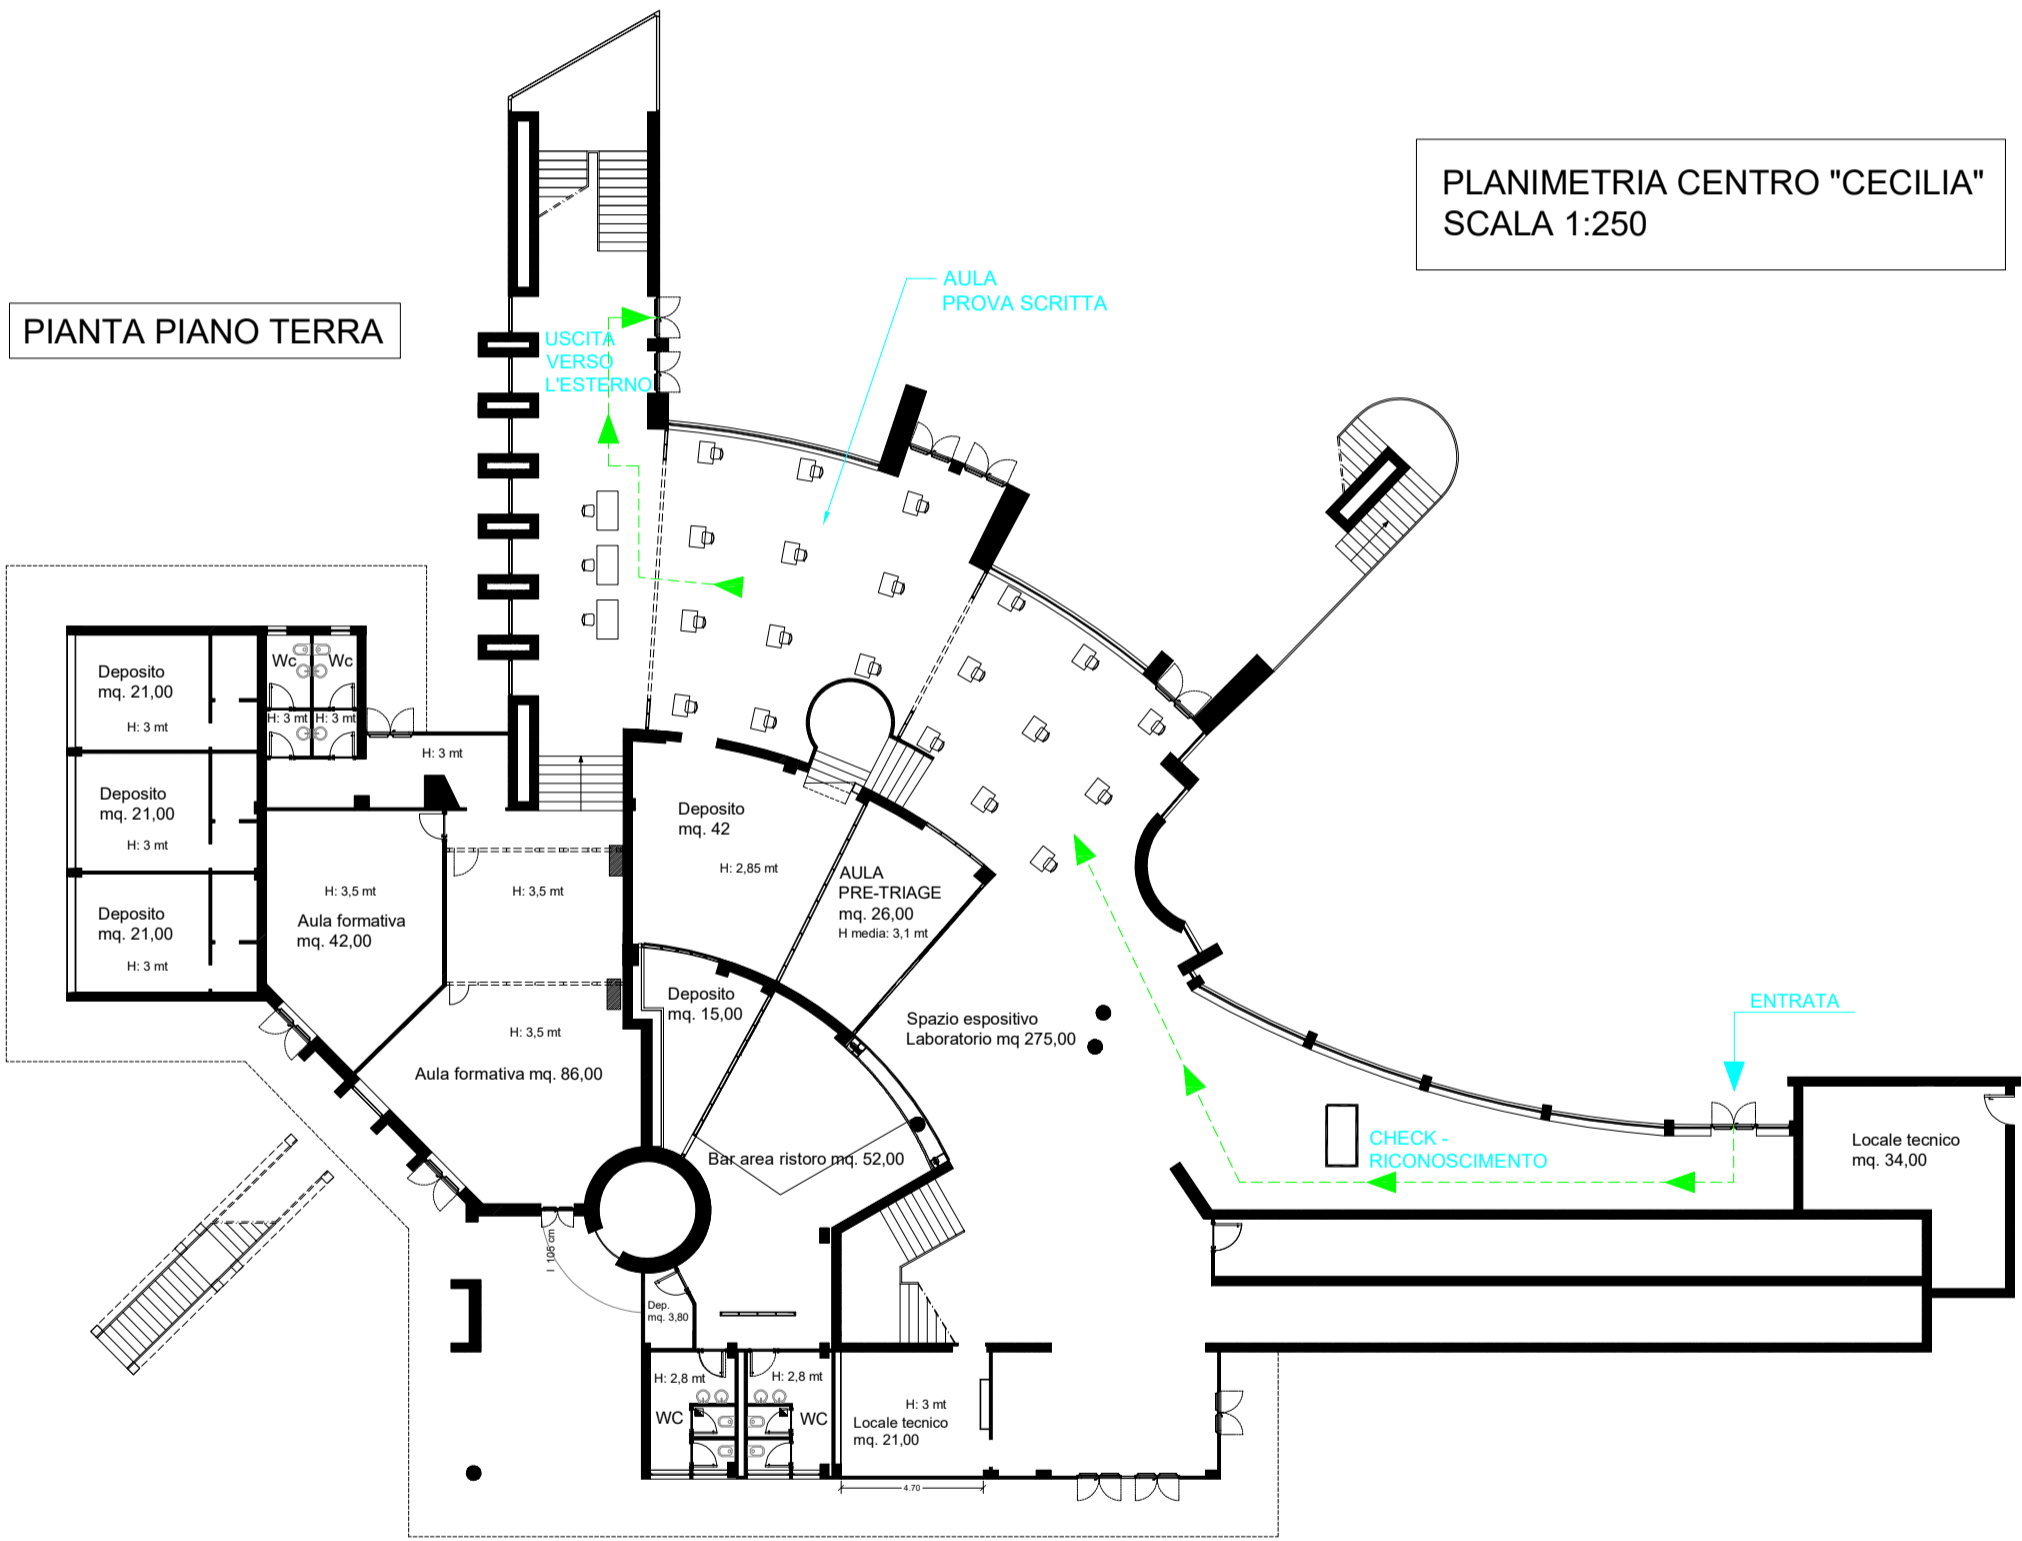 PLANIMETRIA CENTRO "CECILIA"
SCALA 1:250
PIANTA PIANO TERRA
AULA
PROVA SCRITTA
USCITA
VERSO
L'ESTERNO
Deposito
mq. 21,00
H: 3 mt
Wc
Wc
H: 3 mt
H: 3 mt
H: 3 mt
Deposito
mq. 21,00
H: 3 mt
Deposito
mq. 21,00
H: 3 mt
H: 3,5 mt
Aula formativa
mq. 42,00
H: 3,5 mt
H: 3,5 mt
Aula formativa mq. 86,00
Deposito
mq. 42
H: 2,85 mt
AULA
PRE-TRIAGE
mq. 26,00
H media: 3,1 mt
Deposito
mq. 15,00
Spazio espositivo
Laboratorio mq 275,00
ENTRATA
CHECK -
RICONOSCIMENTO
Locale tecnico
mq. 34,00
Bar area ristoro mq. 52,00
l 106 cm
Dep.
mq. 3,80
H: 2,8 mt
H: 2,8 mt
WC
WC
H: 3 mt
Locale tecnico
mq. 21,00
4.70